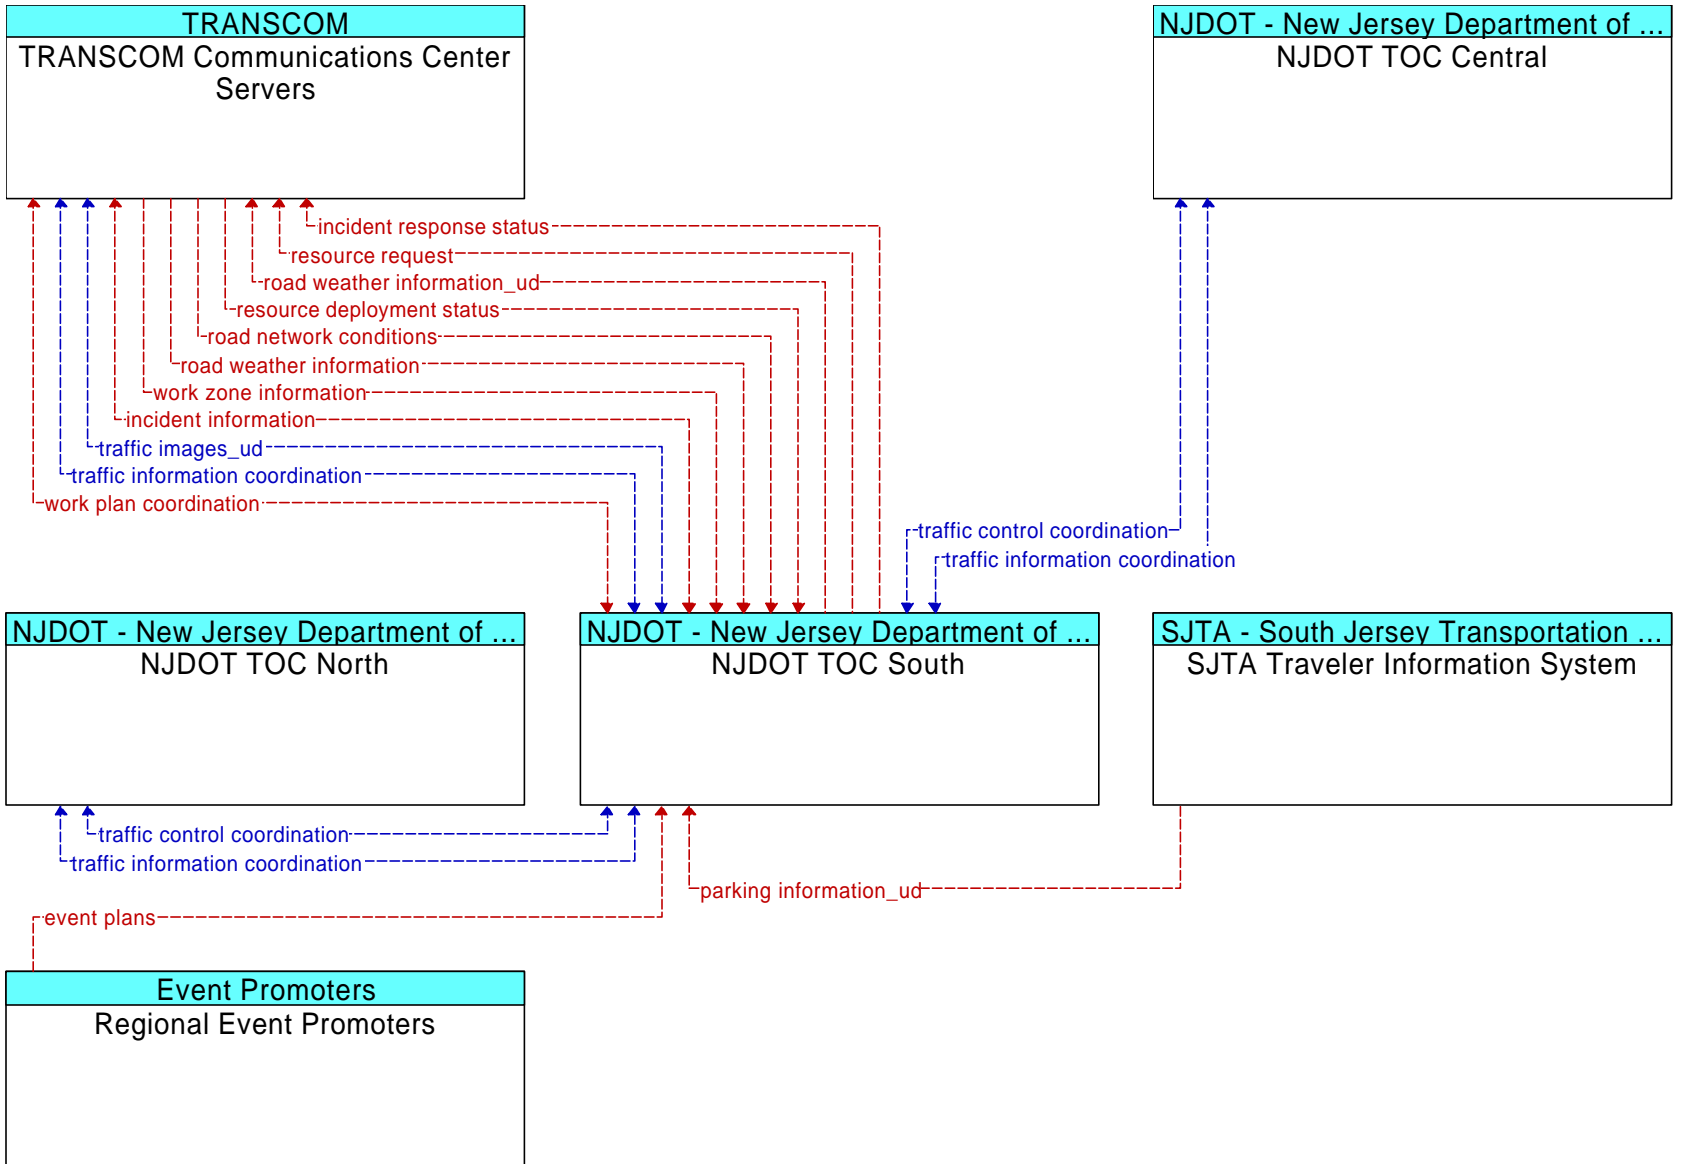 TRANSCOM
TRANSCOM Communications Center
Servers
NJDOT - New Jersey Department of ...
NJDOT TOC Central
incident response status
resource request
road weather information_ud
resource deployment status
road network conditions
road weather information
work zone information
incident information
traffic images_ud
traffic information coordination
work plan coordination
traffic control coordination
traffic information coordination
NJDOT - New Jersey Department of ...
NJDOT TOC North
NJDOT - New Jersey Department of ...
NJDOT TOC South
SJTA - South Jersey Transportation ...
SJTA Traveler Information System
traffic control coordination
traffic information coordination
parking information_ud
event plans
Event Promoters
Regional Event Promoters